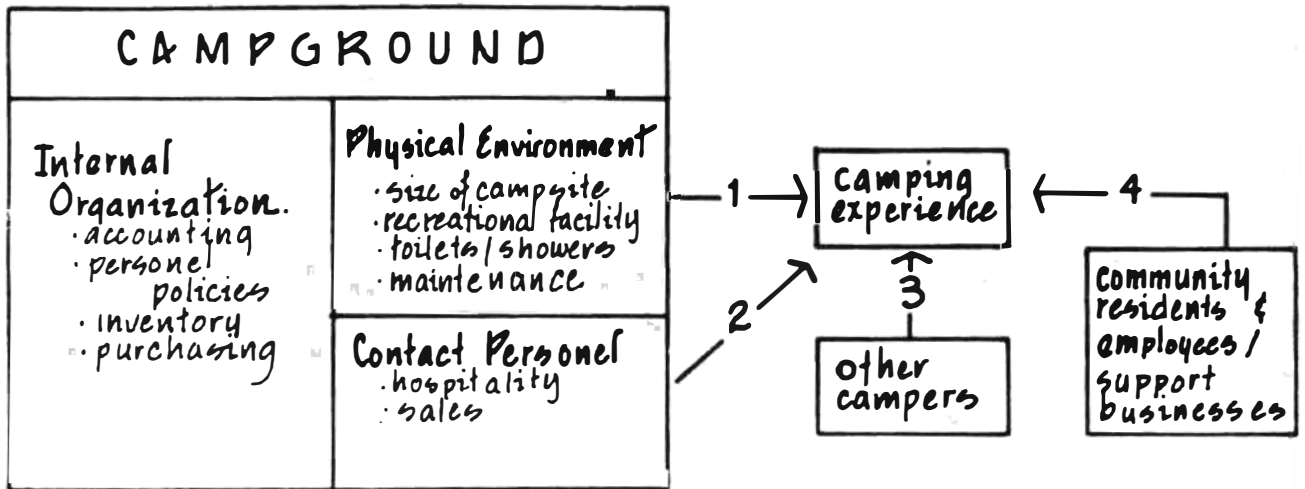 CAMPGROUND
Internal
Organization.
· accounting
· personel
policies
· inventory
· purchasing
Physical Environment
· size of campsite
· recreational facility
· toilets / showers
· maintenance
Contact Personel
· hospitality
· sales
1
2
3
4
camping
experience
other
campers
community
residents &
employees /
support
businesses